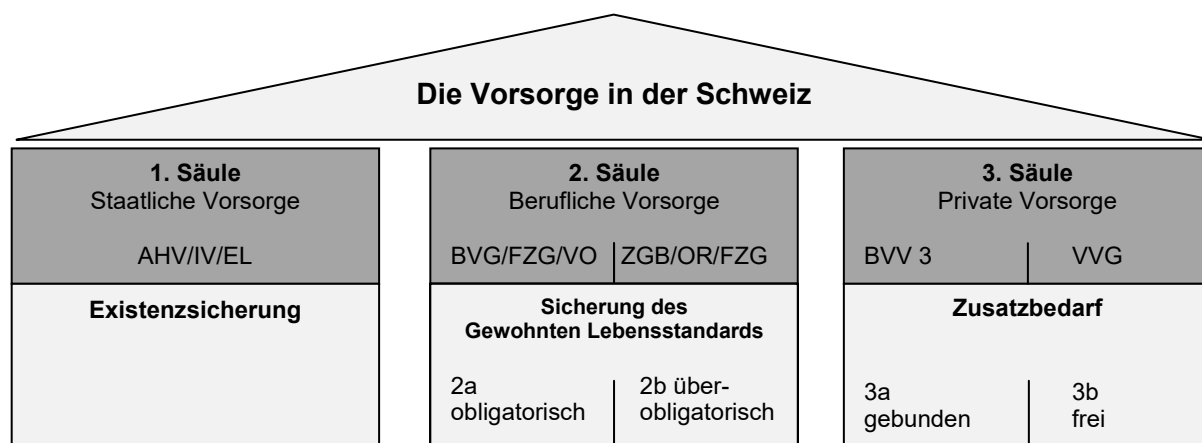 Die Vorsorge in der Schweiz
1. Säule
Staatliche Vorsorge
AHV/IV/EL
Existenzsicherung
2. Säule
Berufliche Vorsorge
BVG/FZG/VO ZGB/OR/FZG
Sicherung des
Gewohnten Lebensstandards
2a
obligatorisch
2b über-
obligatorisch
3. Säule
Private Vorsorge
BVV 3 VVG
Zusatzbedarf
3a
gebunden
3b
frei